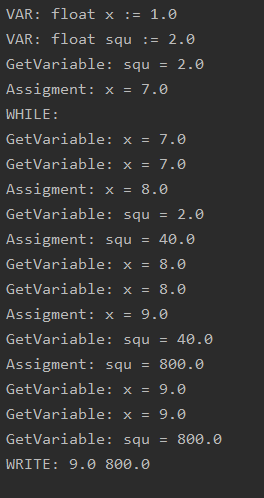 VAR: float x := 1.0
VAR: float squ := 2.0
GetVariable: squ = 2.0
Assigment: x = 7.0
WHILE:
GetVariable: x = 7.0
GetVariable: x = 7.0
Assigment: x = 8.0
GetVariable: squ = 2.0
Assigment: squ = 40.0
GetVariable: x = 8.0
GetVariable: x = 8.0
Assigment: x = 9.0
GetVariable: squ = 40.0
Assigment: squ = 800.0
GetVariable: x = 9.0
GetVariable: x = 9.0
GetVariable: squ = 800.0
WRITE: 9.0 800.0